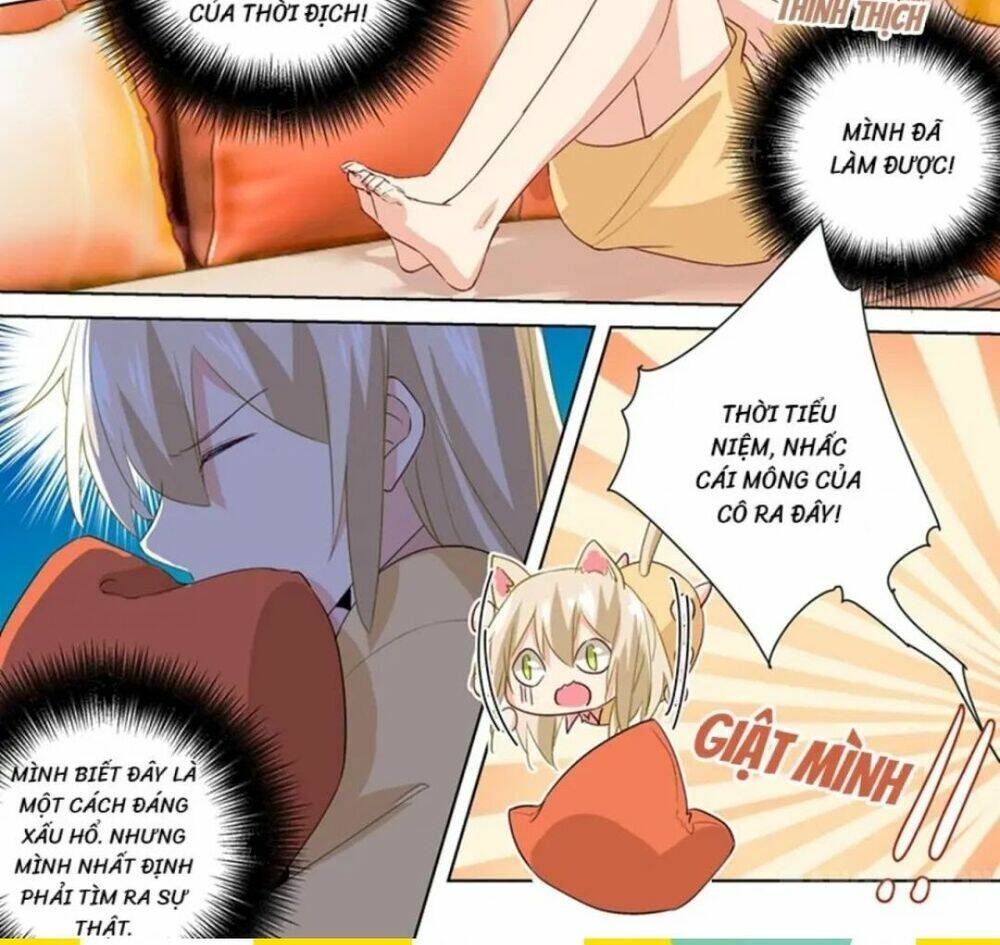 CỦA THỜI ĐỊCH!
THÌNH THỊCH
MÌNH ĐÃ
LÀM ĐƯỢC!
THỜI TIỂU
NIỆM, NHẤC
CÁI MÔNG CỦA
CÔ RA ĐÂY!
GIẬT MÌNH
!!
MÌNH BIẾT ĐÂY LÀ
MỘT CÁCH ĐÁNG
XẤU HỔ. NHƯNG
MÌNH NHẤT ĐỊNH
PHẢI TÌM RA SỰ
THẬT.